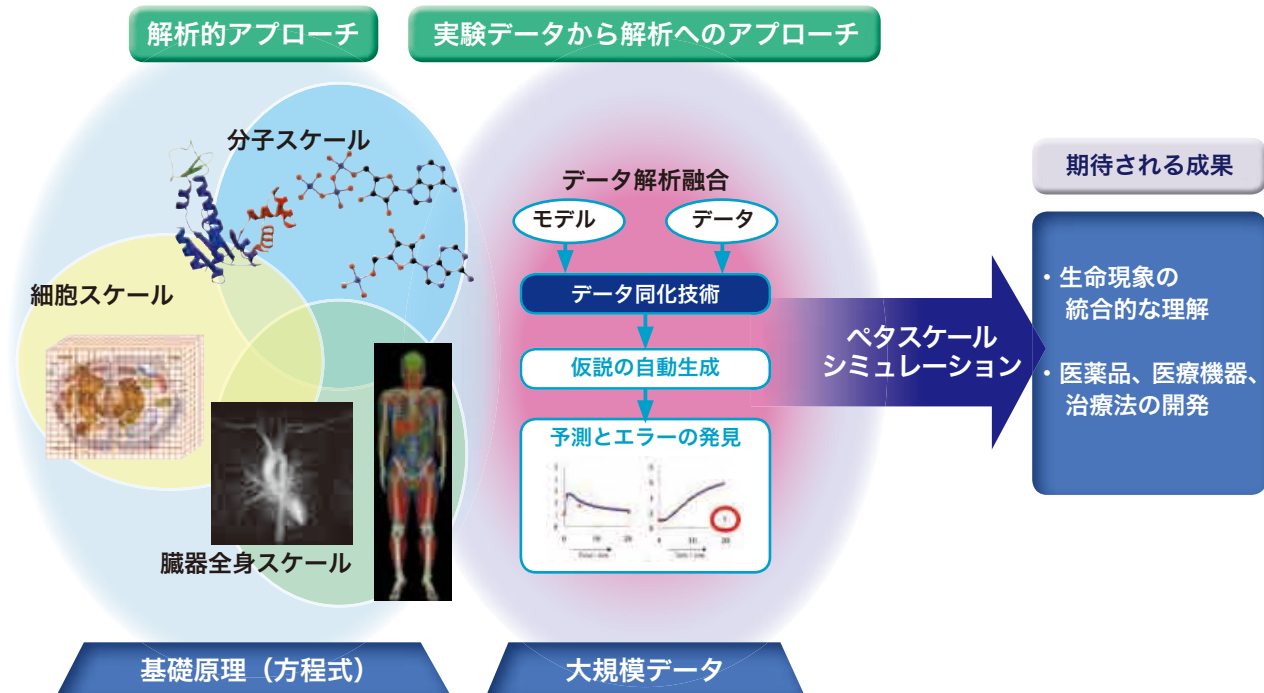 解析的アプローチ
実験データから解析へのアプローチ
分子スケール
細胞スケール
臓器全身スケール
データ解析融合
モデル
データ
データ同化技術
仮説の自動生成
予測とエラーの発見
0
10
20
0
10
20
ペタスケール
シミュレーション
期待される成果
・生命現象の
統合的な理解
・医薬品、医療機器、
治療法の開発
基礎原理（方程式）
大規模データ